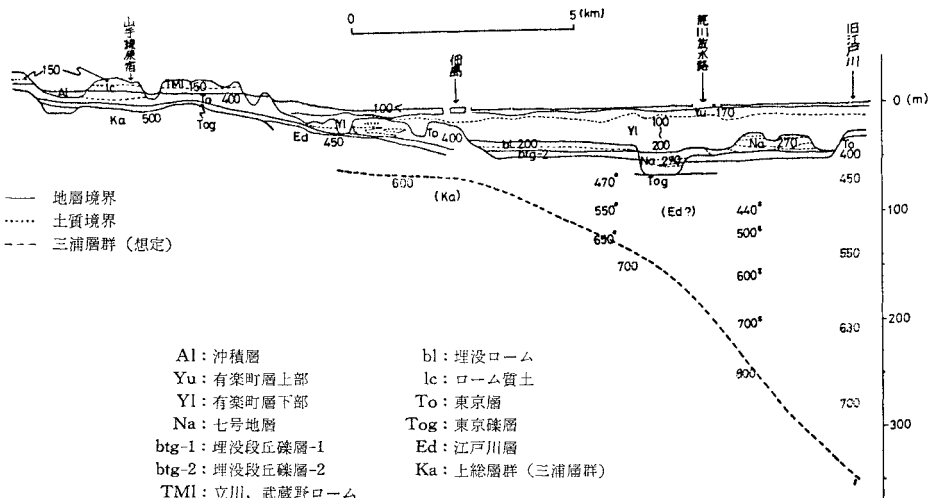 0 5 (km)
山手線原宿
佃島
荒川放水路
旧江戸川
150
lc
TMl 150
Al
400
Ka
500
Tog
100<
Yu 170
0 (m)
Ed
Yl
450
To
400
bl 200
btg-2
Yl
100
200
Na 250
Tog
Na 270
To
400
450
600
(Ka)
470
550
650
700
(Ed?)
440
500
600
700
800
550
630
700
100
200
300
地層境界
土質境界
三浦層群(想定)
Al:沖積層
Yu:有楽町層上部
Yl:有楽町層下部
Na:七号地層
btg-1:埋没段丘礫層-1
btg-2:埋没段丘礫層-2
TMl:立川、武蔵野ローム
bl:埋没ローム
lc:ローム質土
To:東京層
Tog:東京礫層
Ed:江戸川層
Ka:上総層群(三浦層群)